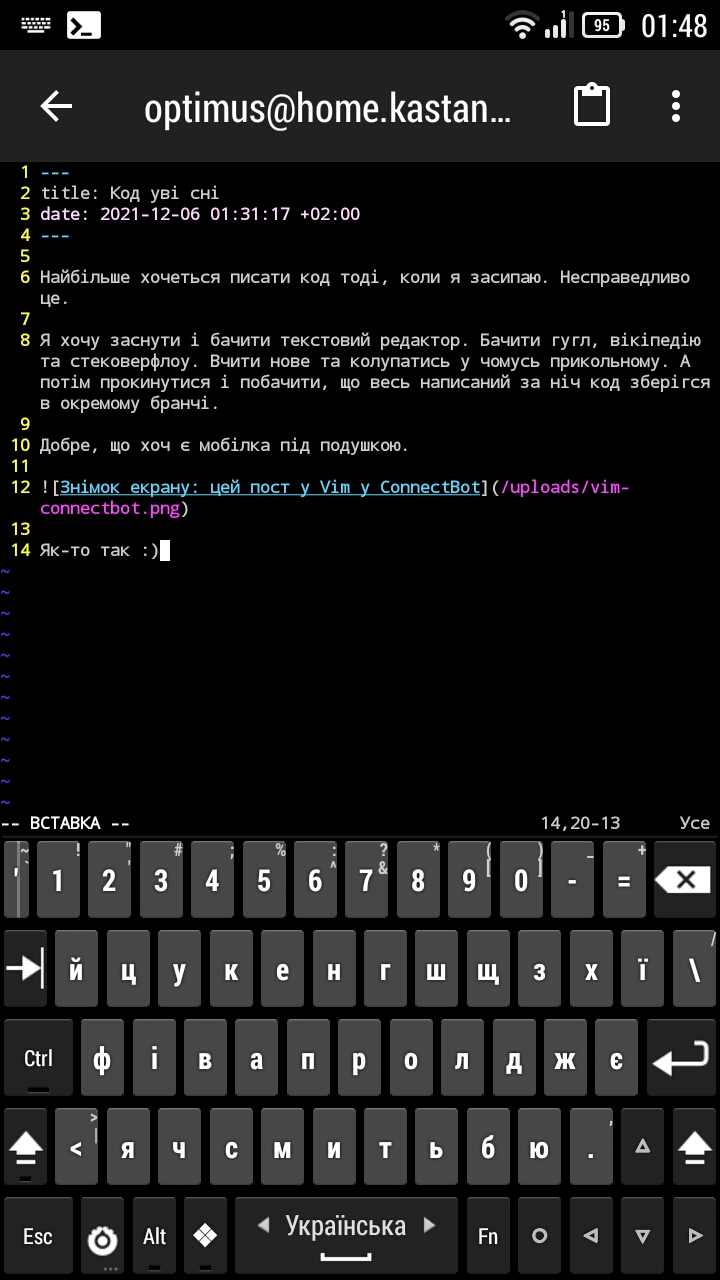 95 01:48
optimus@home.kastan...
1 ---
2 title: Код уві сні
3 date: 2021-12-06 01:31:17 +02:00
4 ---
5
6 Найбільше хочеться писати код тоді, коли я засипаю. Несправедливо
це.
7
8 Я хочу заснути і бачити текстовий редактор. Бачити гугл, вікіпедію
та стековерфлоу. Вчити нове та колупатись у чомусь прикольному. А
потім прокинутися і побачити, що весь написаний за ніч код зберігся
в окремому бранчі.
9
10 Добре, що хоч є мобілка під подушкою.
11
12 ![Знімок екрану: цей пост у Vim у ConnectBot](/uploads/vim-
connectbot.png)
13
14 Як-то так :)
~
~
~
~
~
~
~
~
~
~
~
~
-- ВСТАВКА -- 14,20-13 Усе
~ ! " # ; % : ? * ( ) _ +
' 1 2 3 4 5 6 7 8 9 0 - =
' ^ & [ ]
й ц у к е н г ш щ з х ї \ /
Ctrl ф і в а п р о л д ж є
< > | я ч с м и т ь б ю . ,
Esc Alt Українська Fn